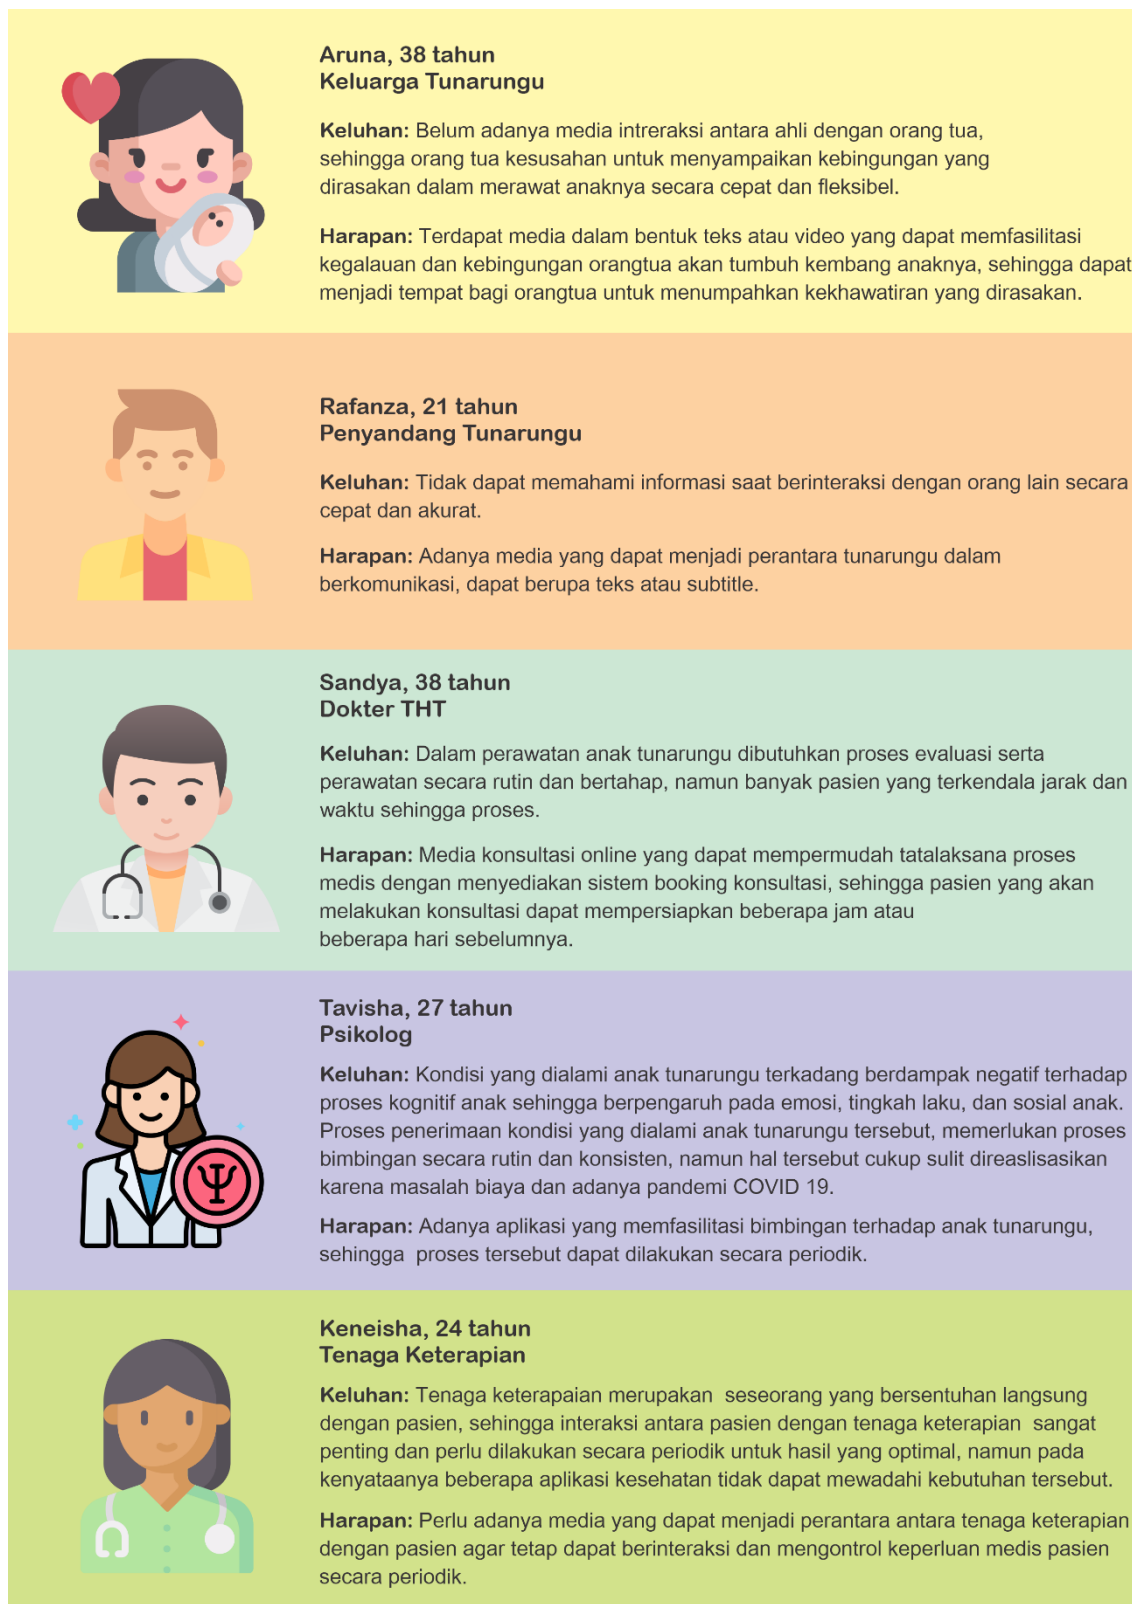 Aruna, 38 tahun
Keluarga Tunarungu
Keluhan: Belum adanya media intreraksi antara ahli dengan orang tua,
sehingga orang tua kesusahan untuk menyampaikan kebingungan yang
dirasakan dalam merawat anaknya secara cepat dan fleksibel.
Harapan: Terdapat media dalam bentuk teks atau video yang dapat memfasilitasi
kegalauan dan kebingungan orangtua akan tumbuh kembang anaknya, sehingga dapat
menjadi tempat bagi orangtua untuk menumpahkan kekhawatiran yang dirasakan.
Rafanza, 21 tahun
Penyandang Tunarungu
Keluhan: Tidak dapat memahami informasi saat berinteraksi dengan orang lain secara
cepat dan akurat.
Harapan: Adanya media yang dapat menjadi perantara tunarungu dalam
berkomunikasi, dapat berupa teks atau subtitle.
Sandya, 38 tahun
Dokter THT
Keluhan: Dalam perawatan anak tunarungu dibutuhkan proses evaluasi serta
perawatan secara rutin dan bertahap, namun banyak pasien yang terkendala jarak dan
waktu sehingga proses.
Harapan: Media konsultasi online yang dapat mempermudah tatalaksana proses
medis dengan menyediakan sistem booking konsultasi, sehingga pasien yang akan
melakukan konsultasi dapat mempersiapkan beberapa jam atau
beberapa hari sebelumnya.
Tavisha, 27 tahun
Psikolog
Keluhan: Kondisi yang dialami anak tunarungu terkadang berdampak negatif terhadap
proses kognitif anak sehingga berpengaruh pada emosi, tingkah laku, dan sosial anak.
Proses penerimaan kondisi yang dialami anak tunarungu tersebut, memerlukan proses
bimbingan secara rutin dan konsisten, namun hal tersebut cukup sulit direaslisasikan
karena masalah biaya dan adanya pandemi COVID 19.
Harapan: Adanya aplikasi yang memfasilitasi bimbingan terhadap anak tunarungu,
sehingga proses tersebut dapat dilakukan secara periodik.
Keneisha, 24 tahun
Tenaga Keterapian
Keluhan: Tenaga keterapaian merupakan seseorang yang bersentuhan langsung
dengan pasien, sehingga interaksi antara pasien dengan tenaga keterapian sangat
penting dan perlu dilakukan secara periodik untuk hasil yang optimal, namun pada
kenyataanya beberapa aplikasi kesehatan tidak dapat mewadahi kebutuhan tersebut.
Harapan: Perlu adanya media yang dapat menjadi perantara antara tenaga keterapian
dengan pasien agar tetap dapat berinteraksi dan mengontrol keperluan medis pasien
secara periodik.